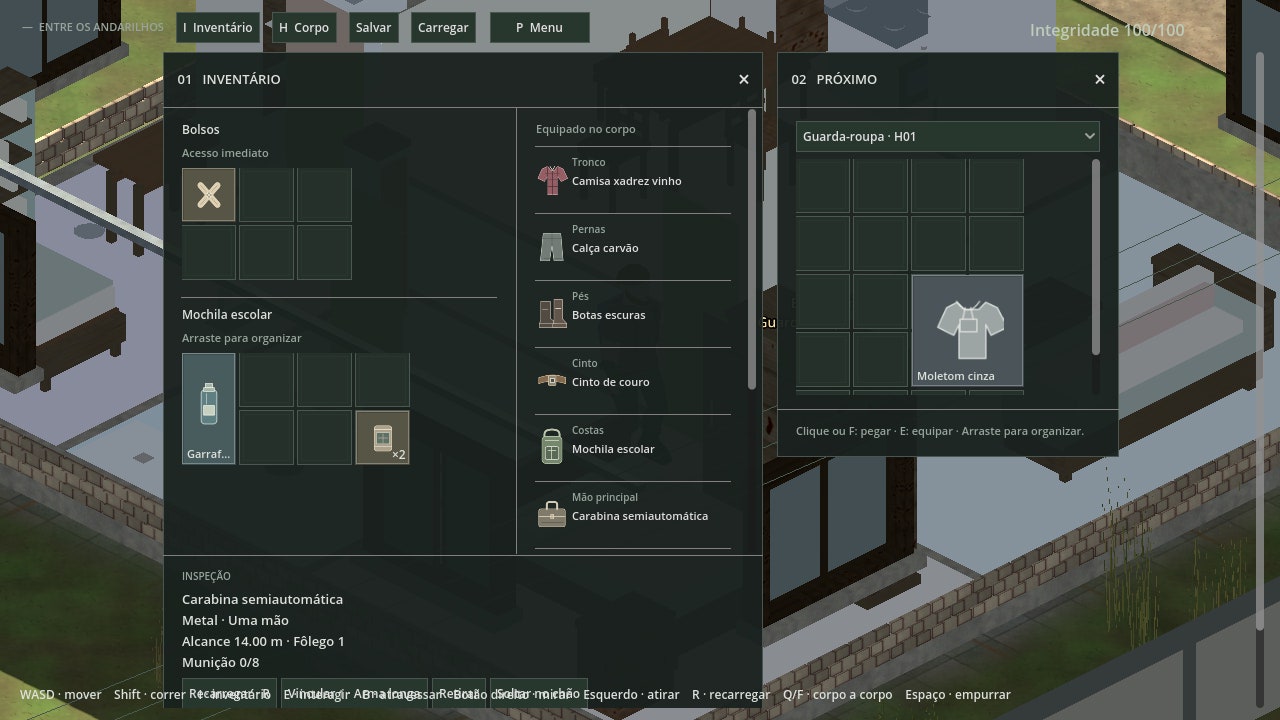 — ENTRE OS ANDARILHOS
I Inventário
H Corpo
Salvar
Carregar
P Menu
Integridade 100/100
01 INVENTÁRIO ×
Bolsos
Acesso imediato
Mochila escolar
Arraste para organizar
Garraf...
×2
Equipado no corpo
Tronco
Camisa xadrez vinho
Pernas
Calça carvão
Pés
Botas escuras
Cinto
Cinto de couro
Costas
Mochila escolar
Mão principal
Carabina semiautomática
INSPEÇÃO
Carabina semiautomática
Metal · Uma mão
Alcance 14.00 m · Fôlego 1
Munição 0/8
02 PRÓXIMO ×
Guarda-roupa · H01
Moletom cinza
Clique ou F: pegar · E: equipar · Arraste para organizar.
Gu
WASD · mover Shift · correr Esquerdo · atirar R · recarregar Q/F · corpo a corpo Espaço · empurrar